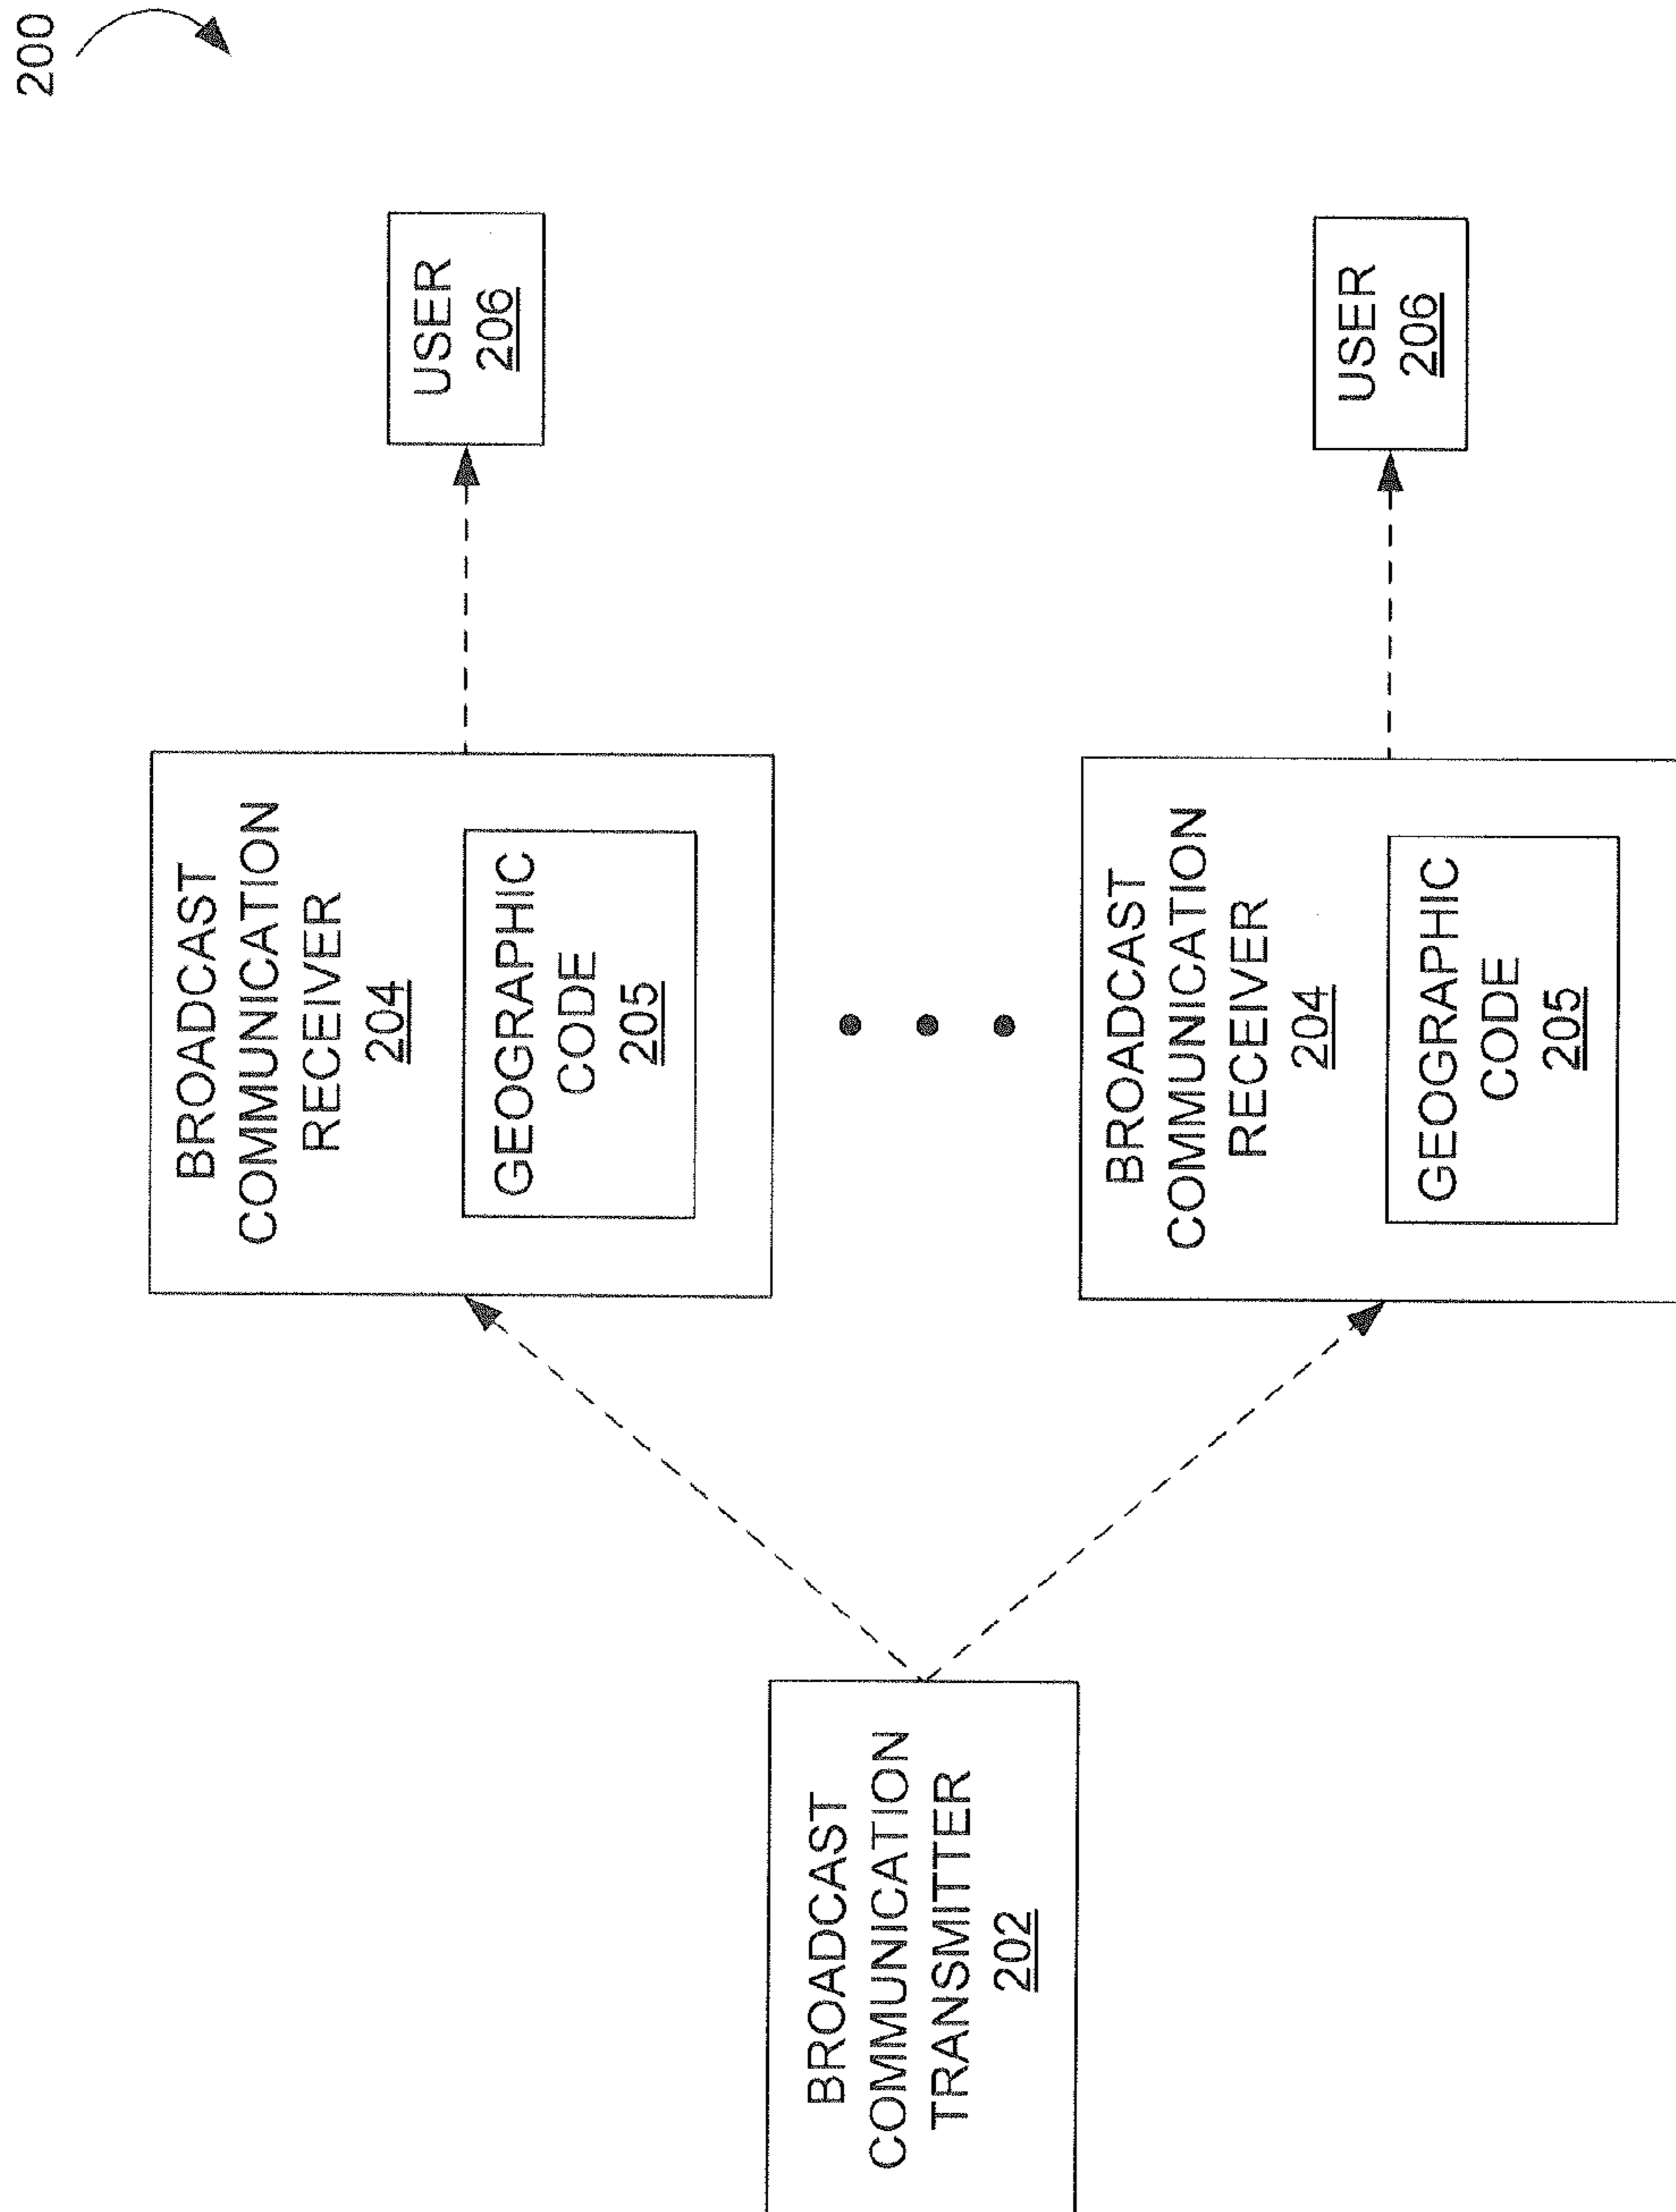 200
BROADCAST
COMMUNICATION
RECEIVER
204
GEOGRAPHIC
CODE
205
USER
206
BROADCAST
COMMUNICATION
TRANSMITTER
202
BROADCAST
COMMUNICATION
RECEIVER
204
GEOGRAPHIC
CODE
205
USER
206